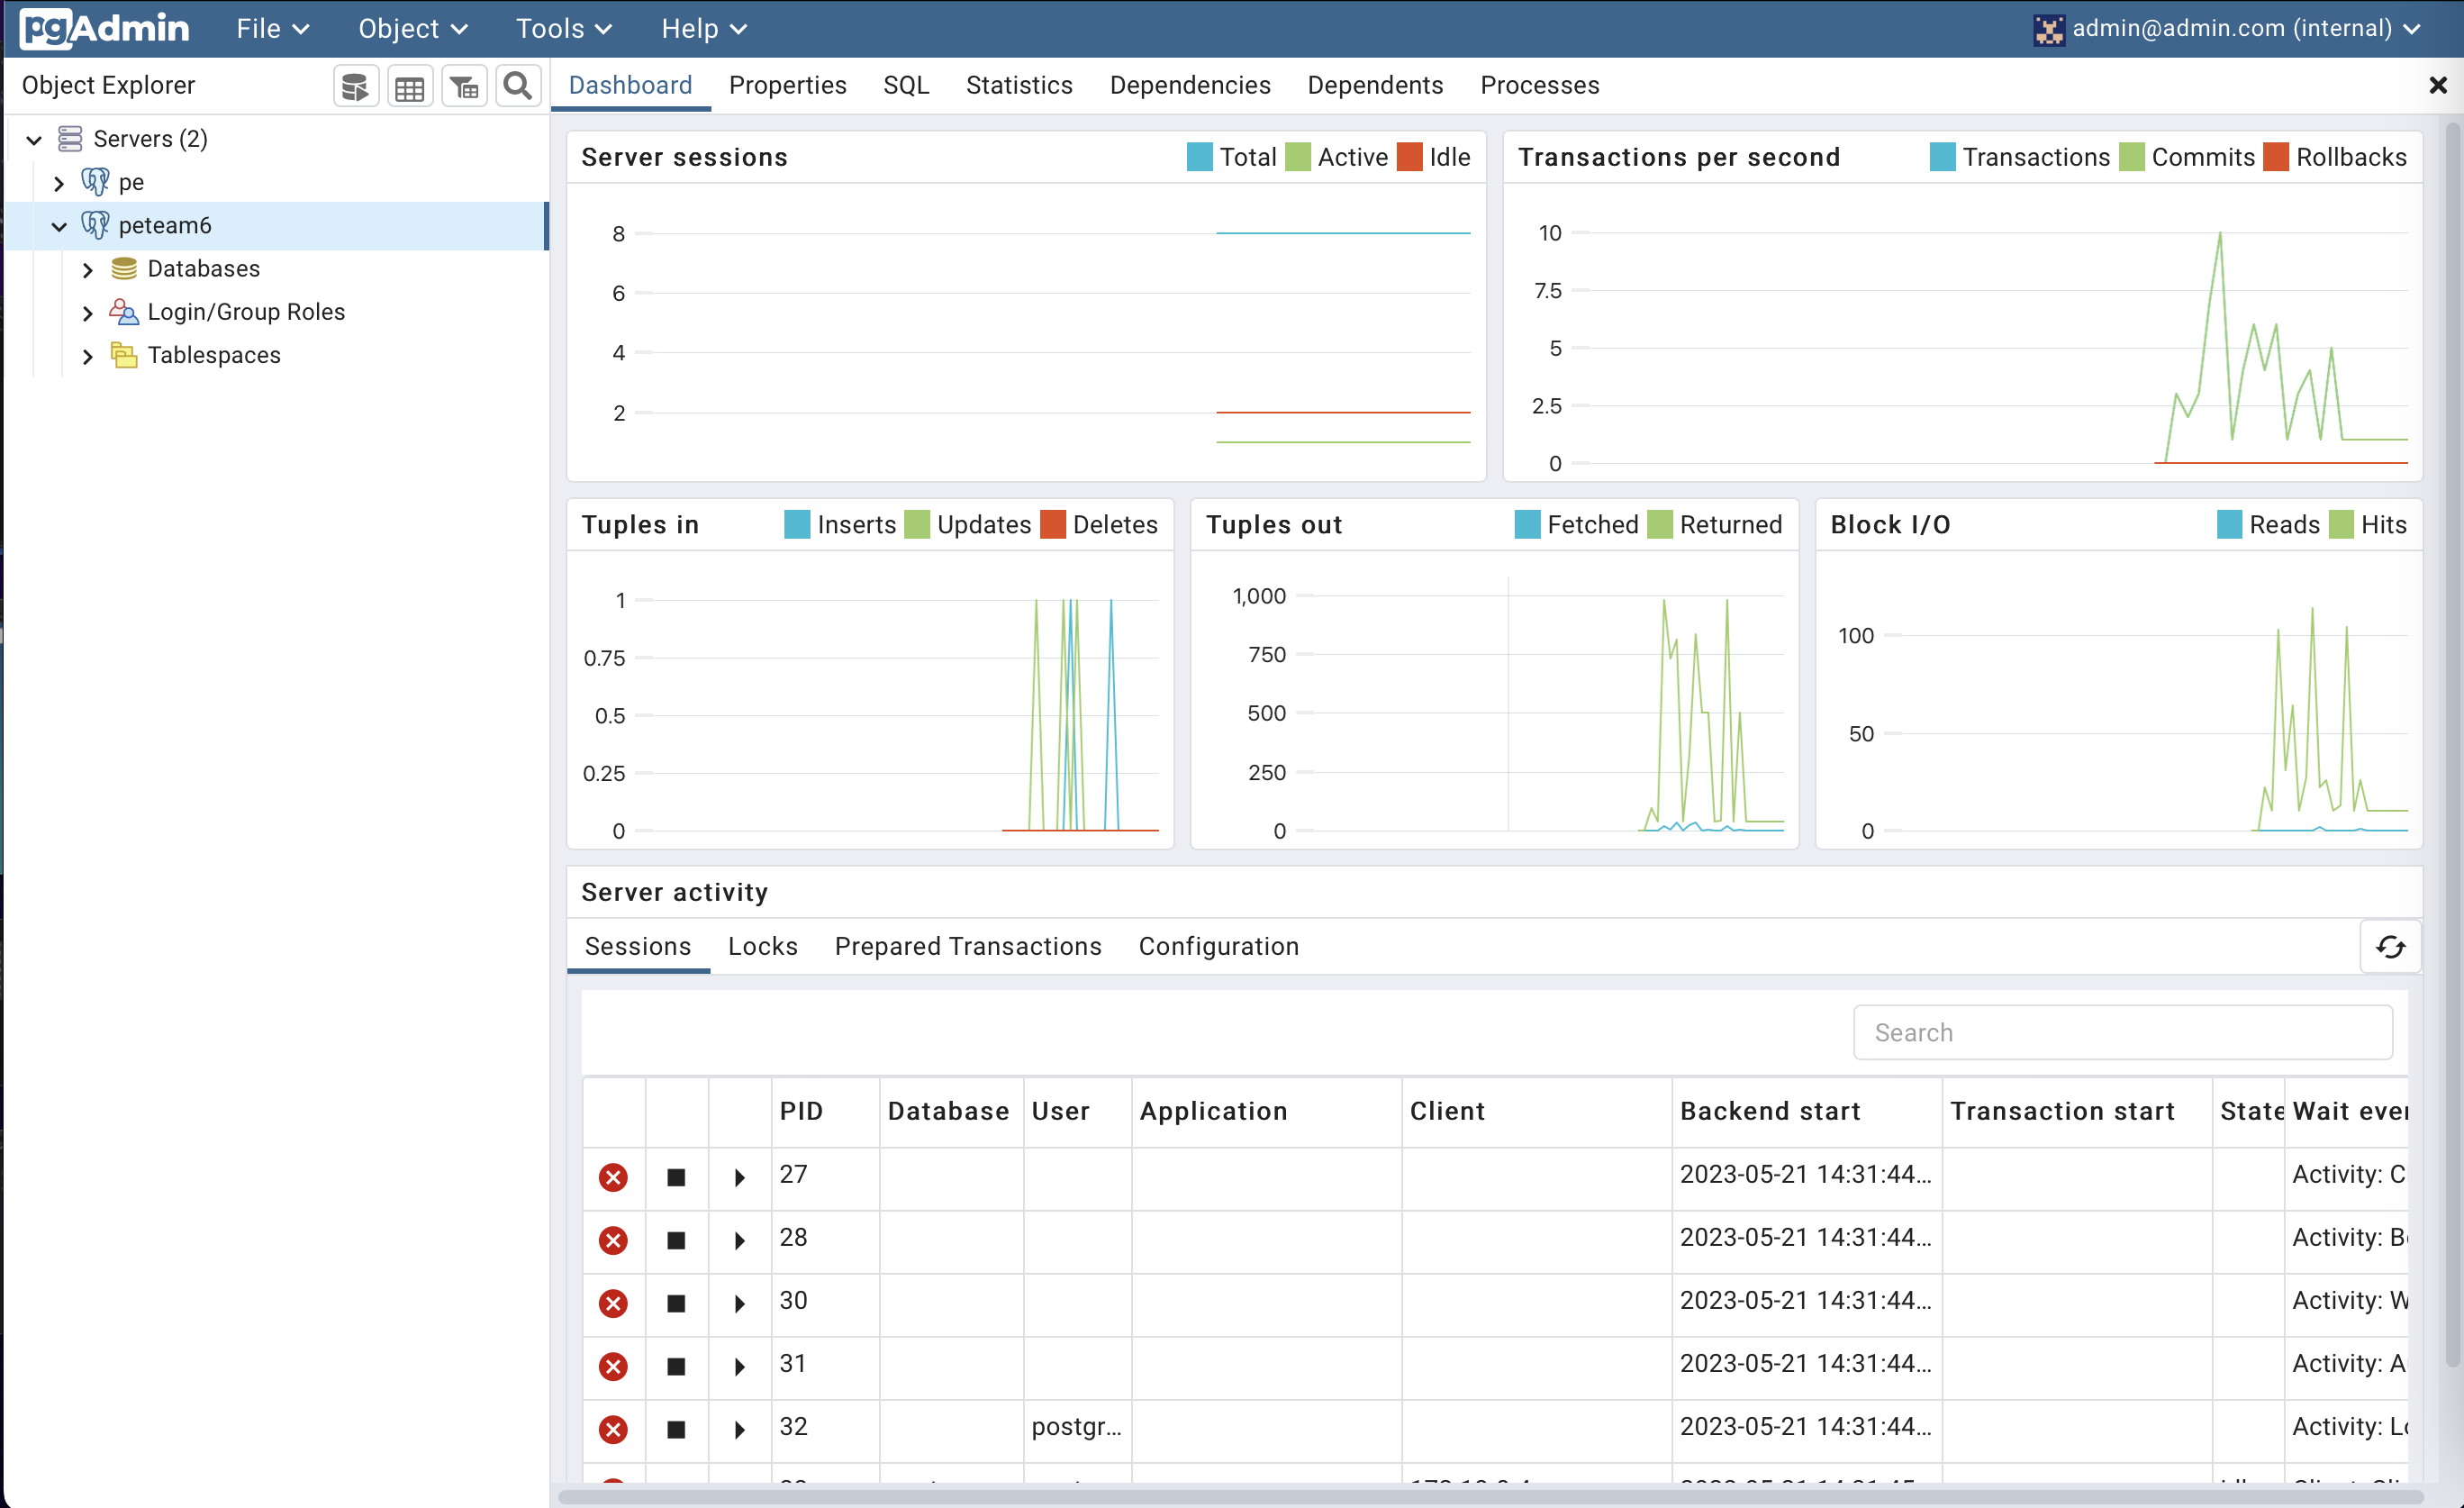 pgAdmin File Object Tools Help admin@admin.com (internal)
Object Explorer
Dashboard Properties SQL Statistics Dependencies Dependents Processes
Servers (2)
pe
peteam6
Databases
Login/Group Roles
Tablespaces
Server sessions Total Active Idle
8
6
4
2
Transactions per second Transactions Commits Rollbacks
10
7.5
5
2.5
0
Tuples in Inserts Updates Deletes
1
0.75
0.5
0.25
0
Tuples out Fetched Returned
1,000
750
500
250
0
Block I/O Reads Hits
100
50
0
Server activity
Sessions Locks Prepared Transactions Configuration
Search
PID Database User Application Client Backend start Transaction start State Wait ever
27 2023-05-21 14:31:44... Activity: C
28 2023-05-21 14:31:44... Activity: B
30 2023-05-21 14:31:44... Activity: W
31 2023-05-21 14:31:44... Activity: A
32 postgr... 2023-05-21 14:31:44... Activity: Lo